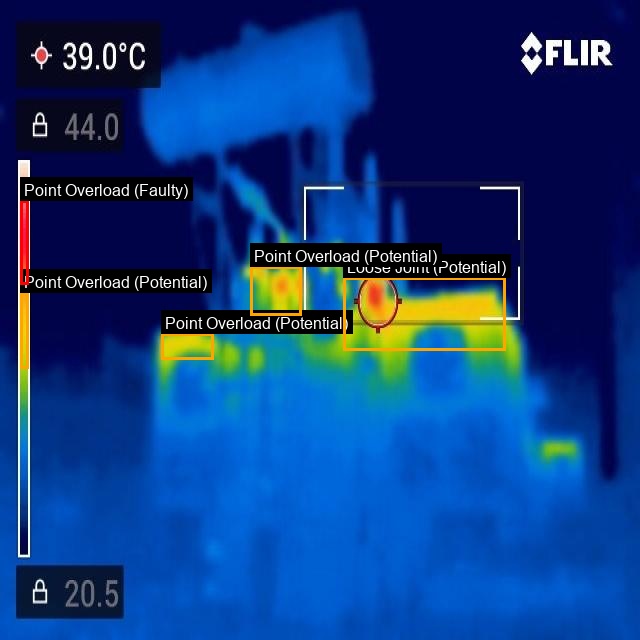 39.0°C
FLIR
44.0
Point Overload (Faulty)
Point Overload (Potential)
Loose Joint (Potential)
Point Overload (Potential)
Point Overload (Potential)
20.5